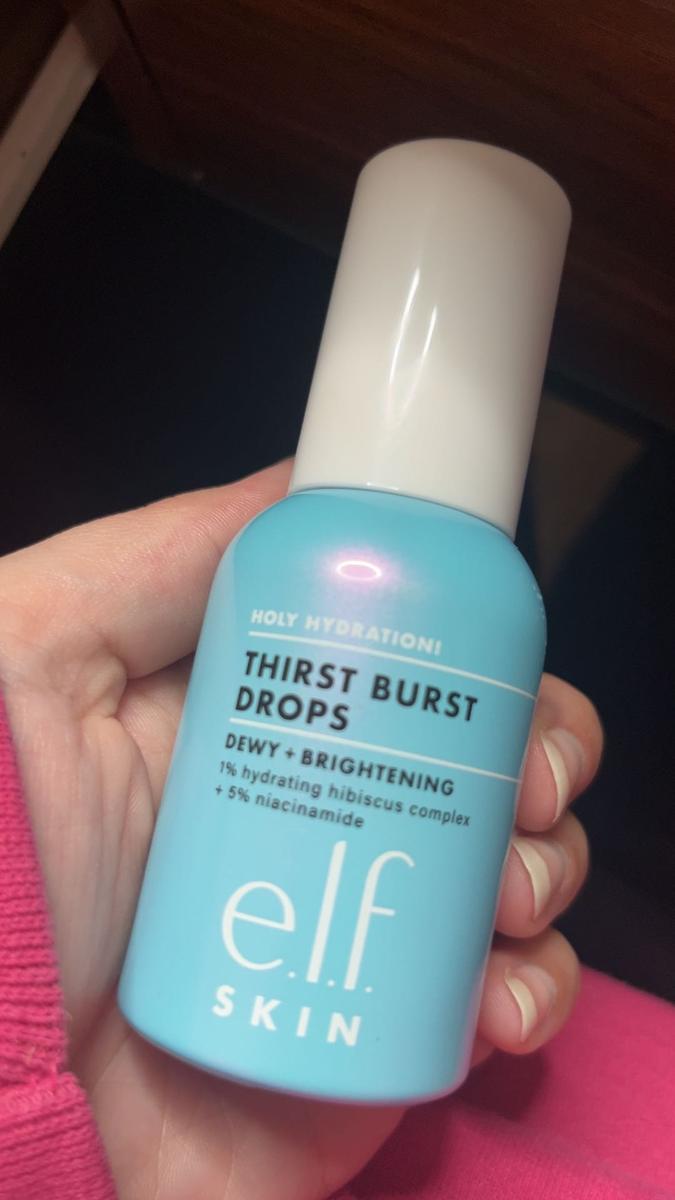 HOLY HYDRATION!
THIRST BURST
DROPS
DEWY + BRIGHTENING
1% hydrating hibiscus complex
+ 5% niacinamide
e.l.f.
SKIN